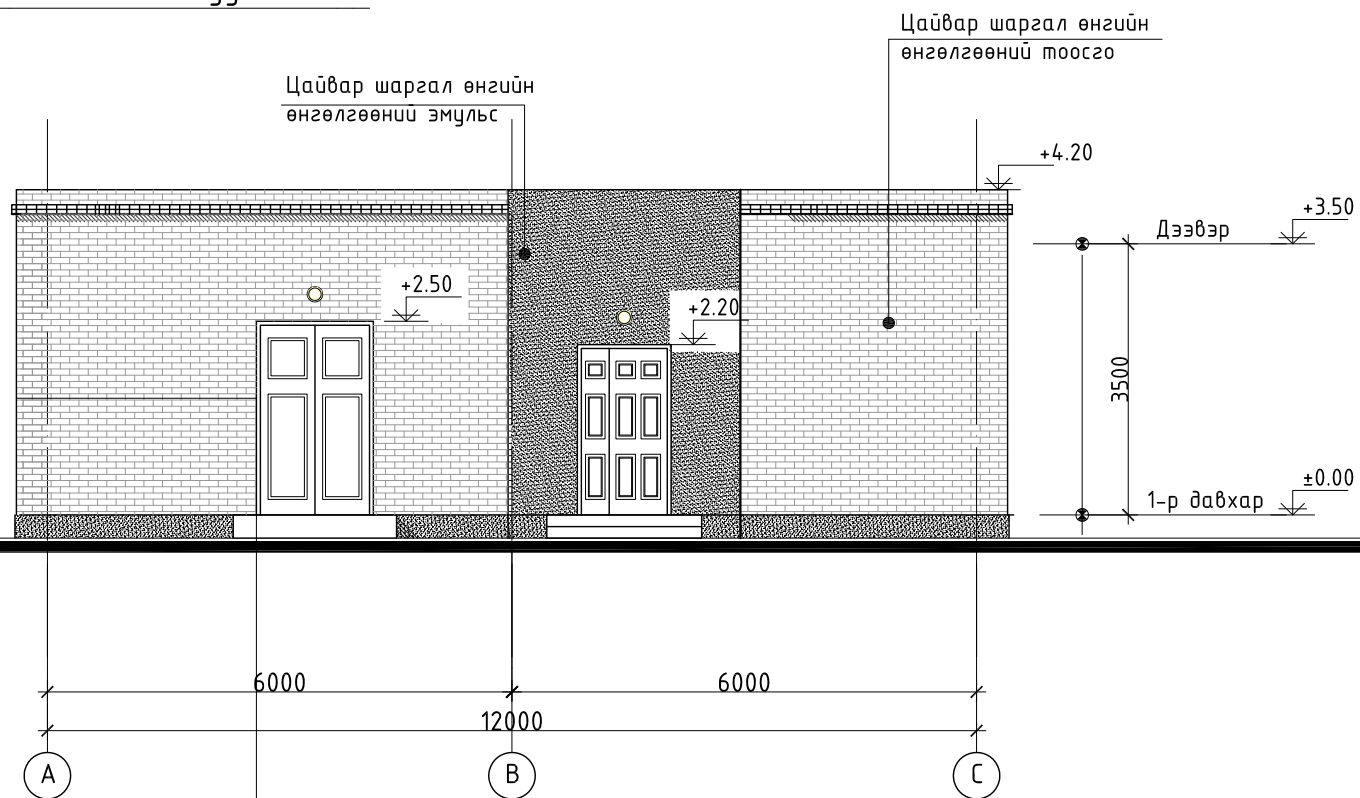 Цайвар шаргал өнгийн
өнгөлгөөний тоосго
Цайвар шаргал өнгийн
өнгөлгөөний эмульс
+4.20
+3.50
Дээвэр
+2.50
+2.20
3500
±0.00
1-р давхар
6000
6000
12000
A
B
C